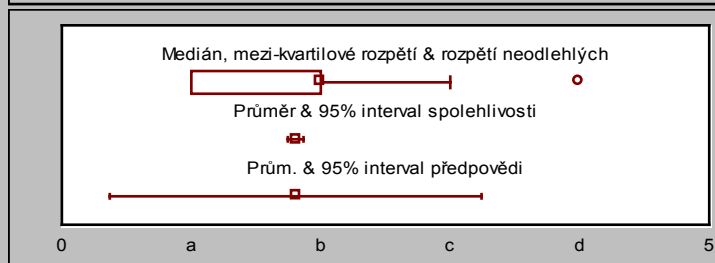 Medián, mezi-kvartilové rozpětí & rozpětí neodlehlých
Průměr & 95% interval spolehlivosti
Prům. & 95% interval předpovědi
0 a b c d 5